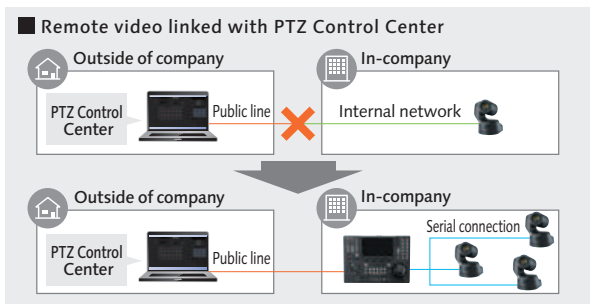 Remote video linked with PTZ Control Center
Outside of company
In-company
PTZ Control
Center
Public line
Internal network
Outside of company
In-company
PTZ Control
Center
Public line
Serial connection